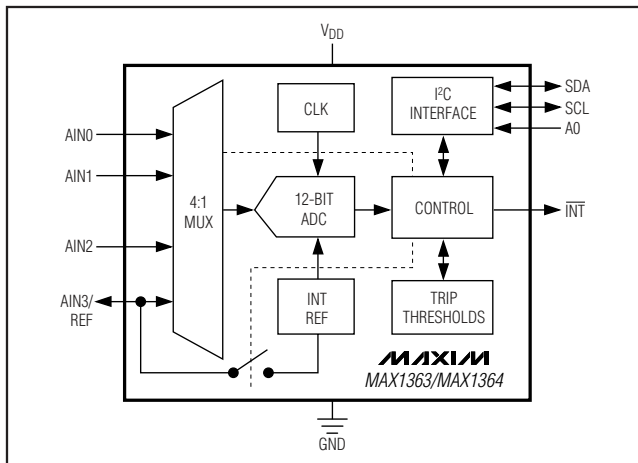 VDD
AIN0
AIN1
AIN2
AIN3/
REF
4:1
MUX
CLK
12-BIT
ADC
INT
REF
I²C
INTERFACE
CONTROL
TRIP
THRESHOLDS
SDA
SCL
A0
INT
MAXIM
MAX1363/MAX1364
GND